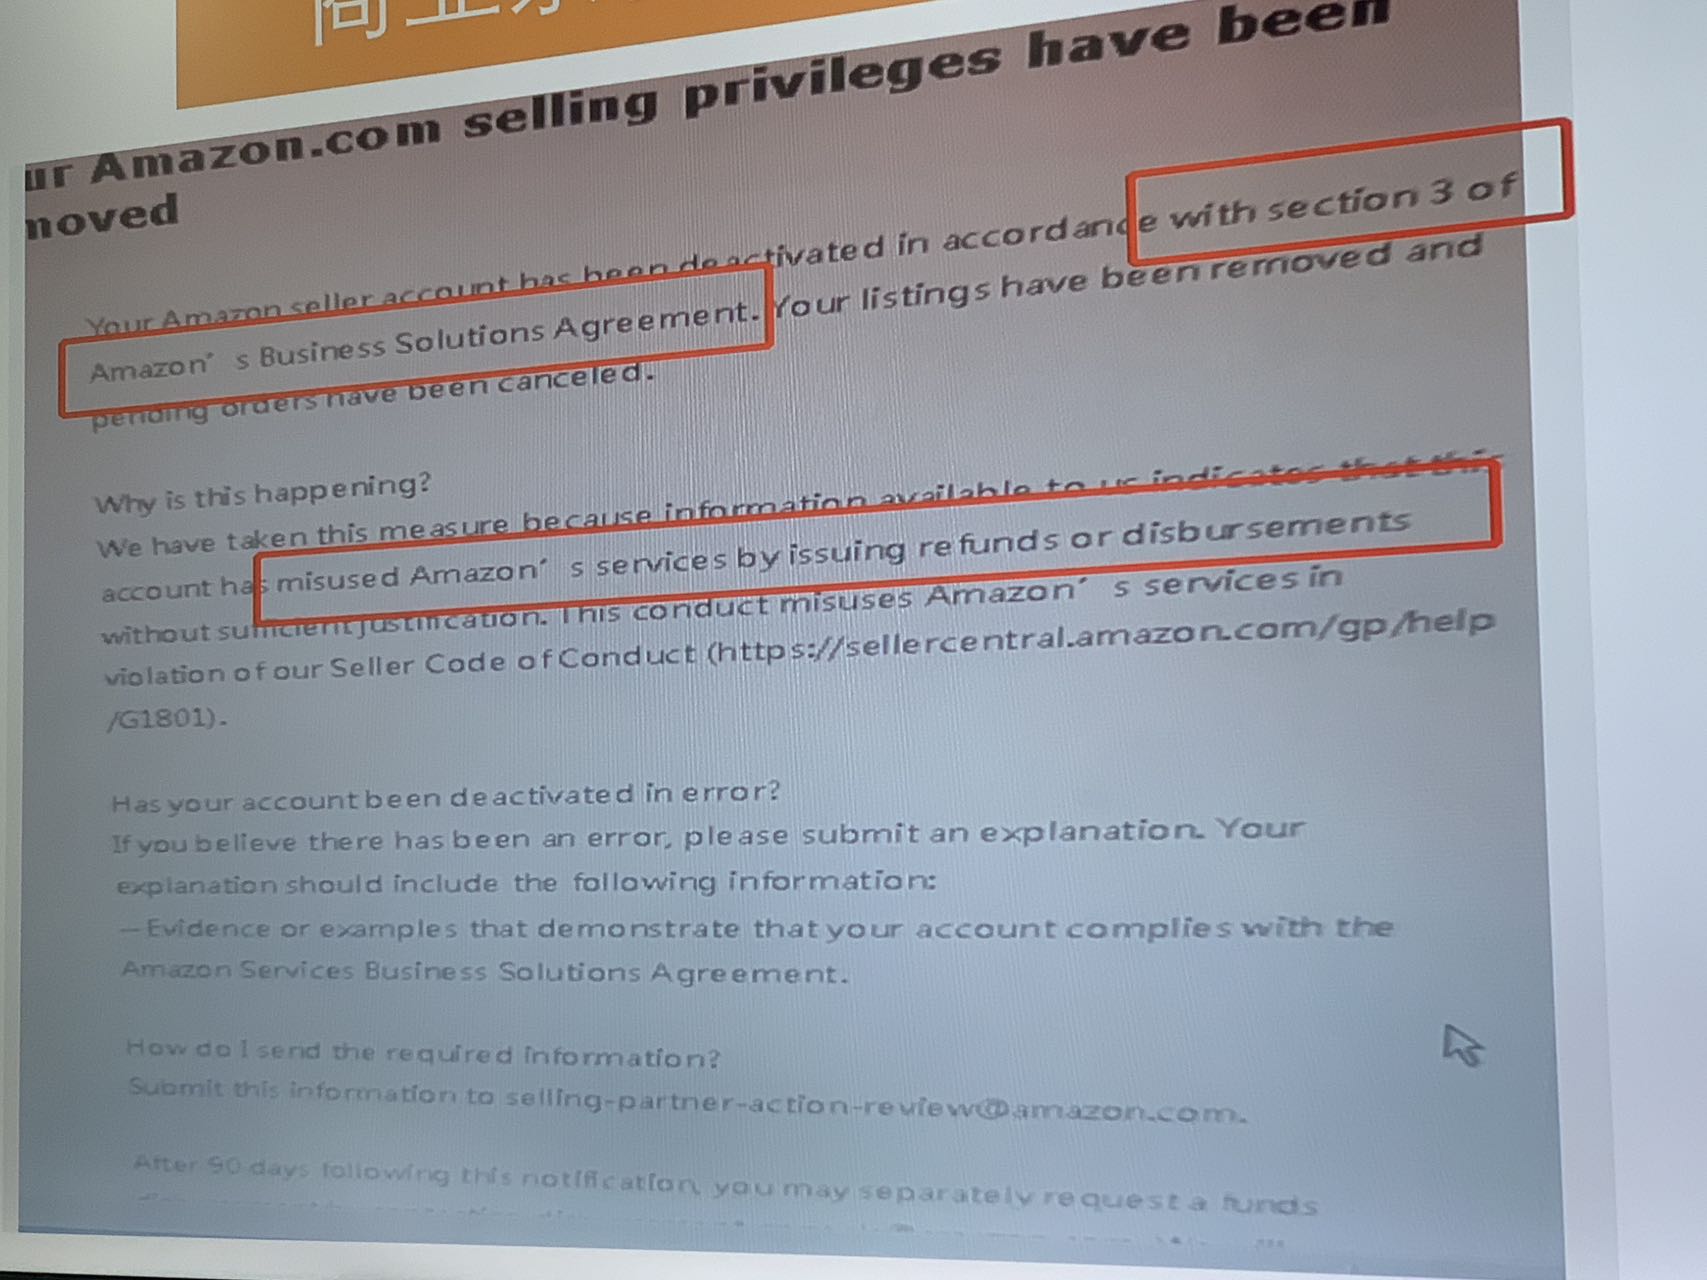 商业
ur Amazon.com selling privileges have been
moved
Your Amazon seller account has been deactivated in accordance with section 3 of
Amazon’s Business Solutions Agreement. Your listings have been removed and
pending orders have been canceled.
Why is this happening?
We have taken this measure because information available to us indicates that this
account has misused Amazon’s services by issuing refunds or disbursements
without sufficient justification. This conduct misuses Amazon’s services in
violation of our Seller Code of Conduct (https://sellercentral.amazon.com/gp/help
/G1801).
Has your account been deactivated in error?
If you believe there has been an error, please submit an explanation. Your
explanation should include the following information:
—Evidence or examples that demonstrate that your account complies with the
Amazon Services Business Solutions Agreement.
How do I send the required information?
Submit this information to selling-partner-action-review@amazon.com.
After 90 days following this notification, you may separately request a funds